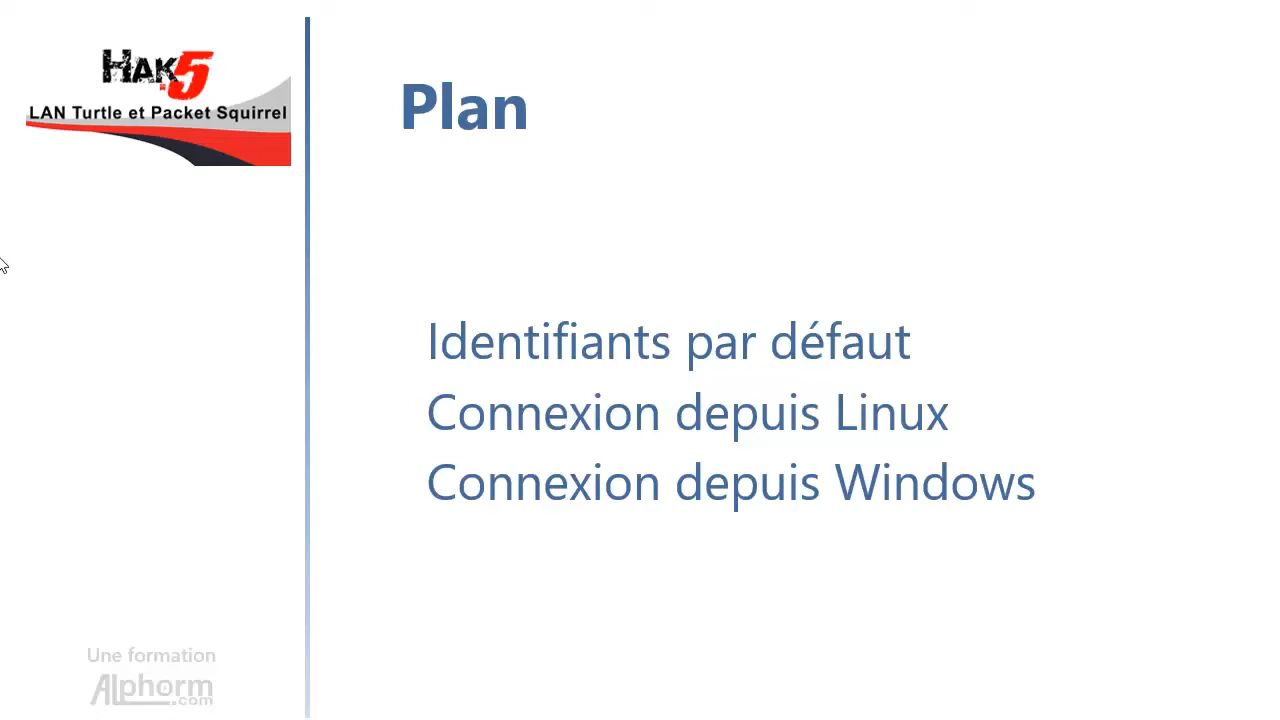 HAK5
LAN Turtle et Packet Squirrel
Plan
Identifiants par défaut
Connexion depuis Linux
Connexion depuis Windows
Une formation
Alphorm
.com